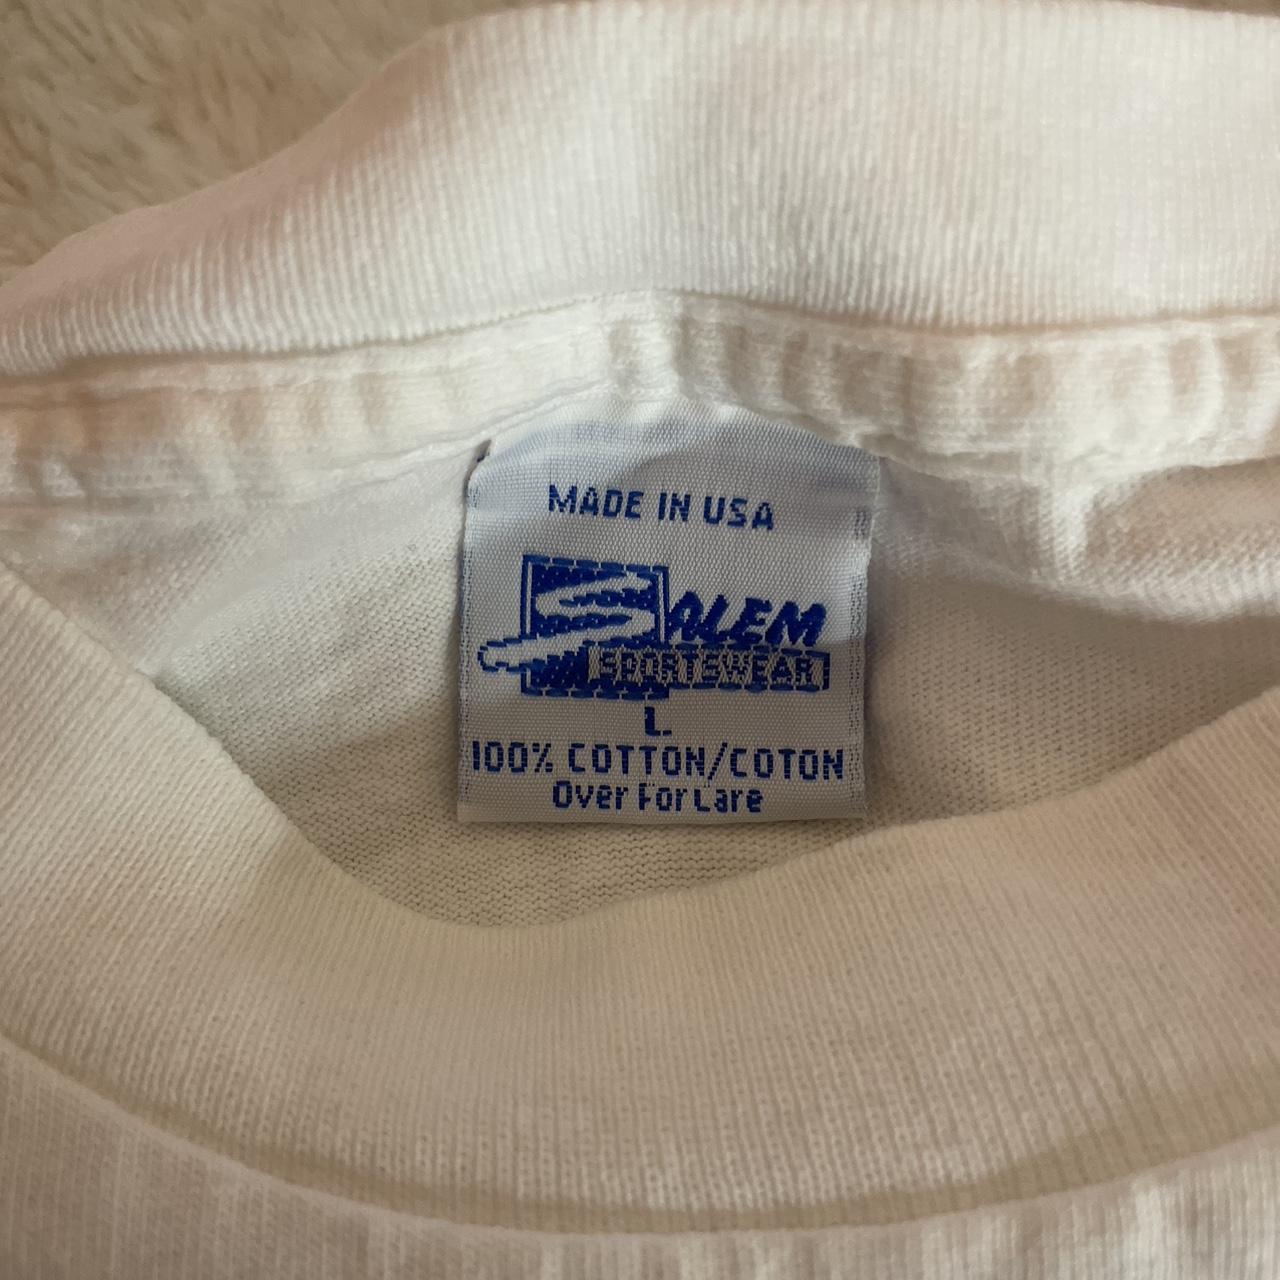 MADE IN USA
SALEM
SPORTSWEAR
L.
100% COTTON/COTON
Over For Care